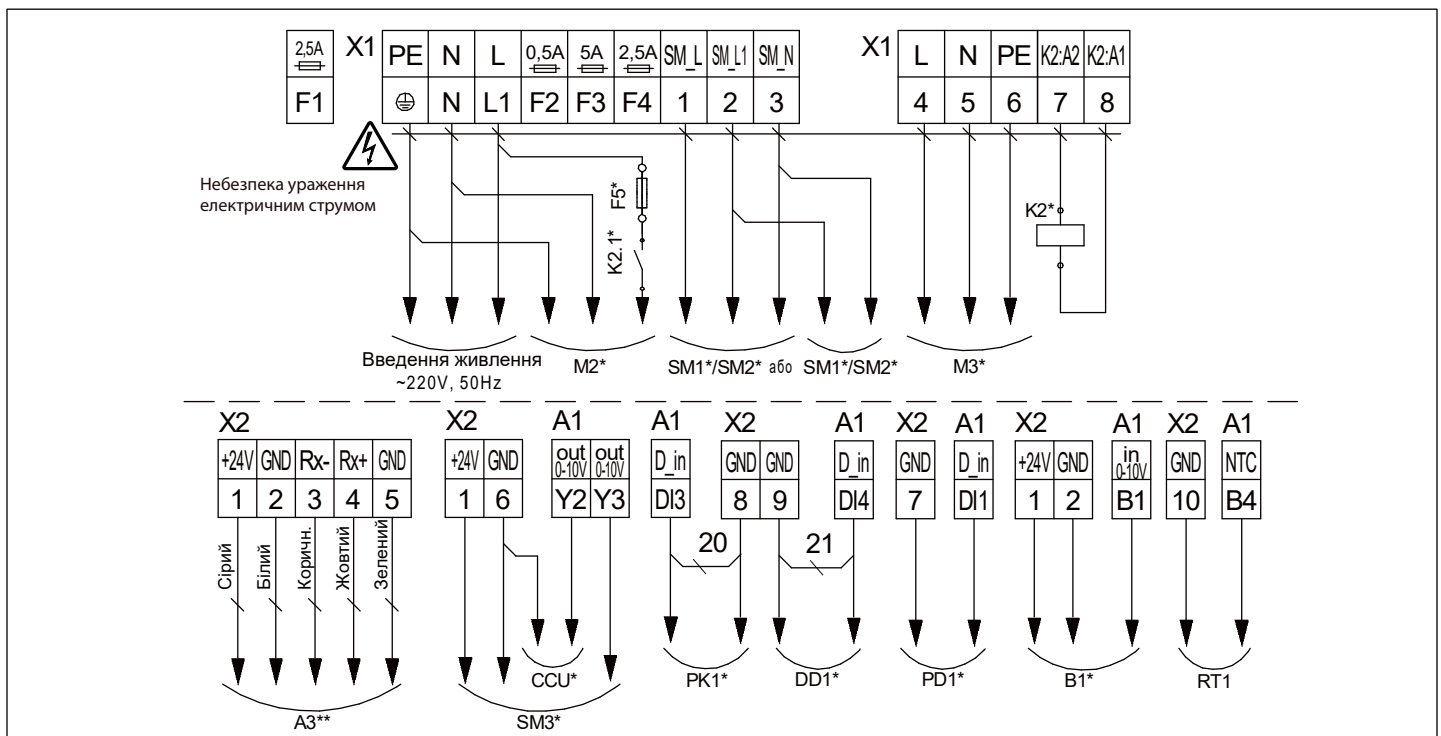 2,5A X1 PE N L 0,5A 5A 2,5A SM_L SM_L1 SM_N X1 L N PE K2:A2 K2:A1
F1 N L1 F2 F3 F4 1 2 3 4 5 6 7 8
Небезпека ураження
електричним струмом
F5*
K2.1*
K2*
Введення живлення
~220V, 50Hz
M2*
SM1*/SM2* або SM1*/SM2*
M3*
X2 X2 A1 A1 X2 A1 X2 A1 X2 A1 X2 A1
+24V GND Rx- Rx+ GND +24V GND out 0-10V out 0-10V D_in GND GND D_in GND D_in +24V GND in 0-10V GND NTC
1 2 3 4 5 1 6 Y2 Y3 DI3 8 9 DI4 7 DI1 1 2 B1 10 B4
Сірий
Білий
Коричн.
Жовтий
Зелений
20 21
CCU* PK1* DD1* PD1* B1* RT1
A3** SM3*